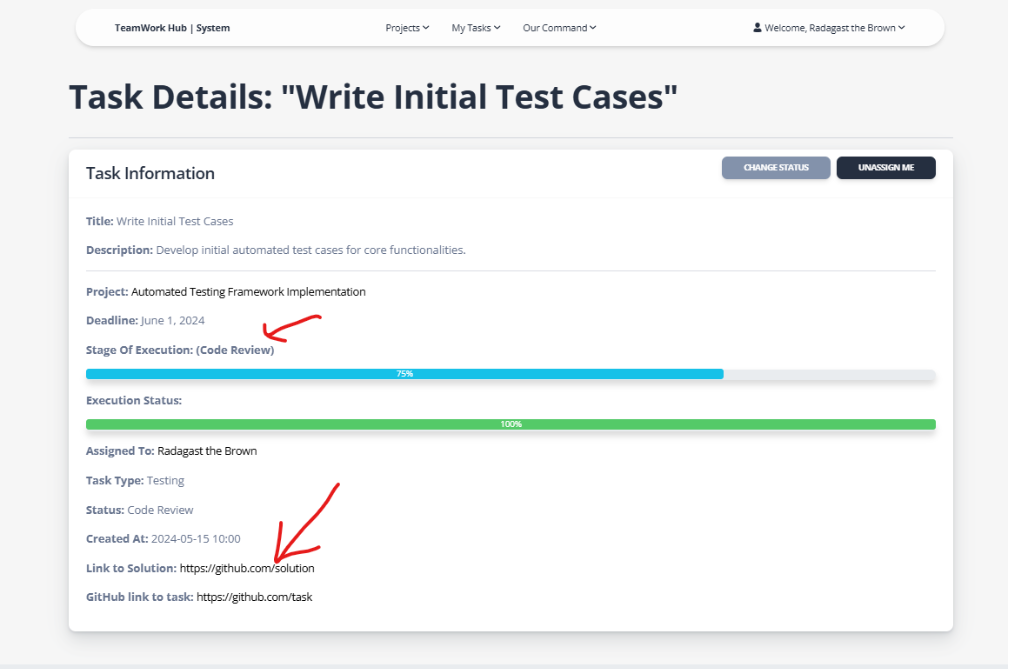 TeamWork Hub | System Projects My Tasks Our Command Welcome, Radagast the Brown
Task Details: "Write Initial Test Cases"
Task Information CHANGE STATUS UNASSIGN ME
Title: Write Initial Test Cases
Description: Develop initial automated test cases for core functionalities.
Project: Automated Testing Framework Implementation
Deadline: June 1, 2024
Stage Of Execution: (Code Review)
75%
Execution Status:
100%
Assigned To: Radagast the Brown
Task Type: Testing
Status: Code Review
Created At: 2024-05-15 10:00
Link to Solution: https://github.com/solution
GitHub link to task: https://github.com/task